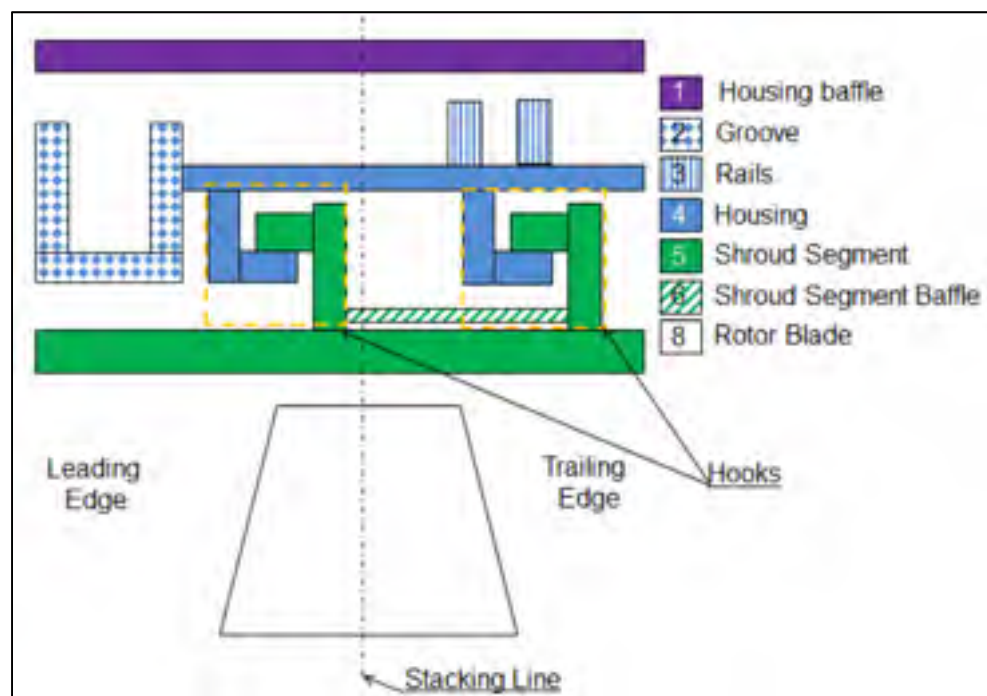 1 Housing baffle
2 Groove
3 Rails
4 Housing
5 Shroud Segment
6 Shroud Segment Baffle
8 Rotor Blade
Leading
Edge
Trailing
Edge
Hooks
Stacking Line